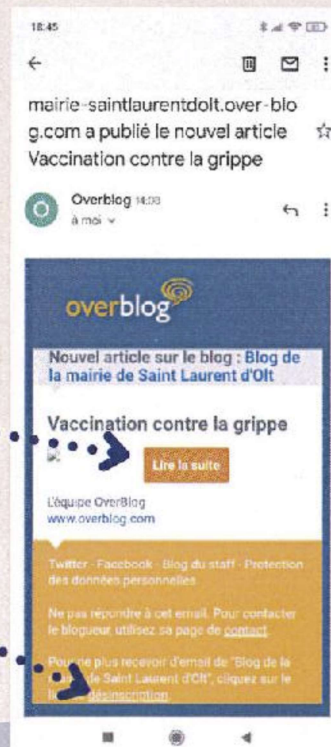 18:45
mairie-saintlaurentdolt.over-blo
g.com a publié le nouvel article
Vaccination contre la grippe
O
Overblog 14:03
à moi
overblog
Nouvel article sur le blog : Blog de
la mairie de Saint Laurent d'Olt
Vaccination contre la grippe
Lire la suite
L'équipe OverBlog
www.overblog.com
Twitter - Facebook - Blog du staff - Protection
des données personnelles
Ne pas répondre à cet email. Pour contacter
le blogueur, utilisez sa page de contact.
Pour ne plus recevoir d'email de "Blog de la
de Saint Laurent d'Olt", cliquez sur le
désinscription.